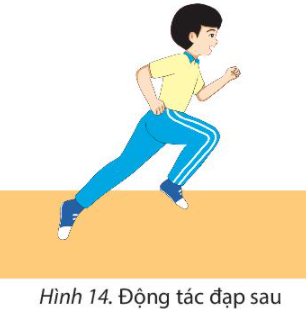 Hình 14. Động tác đạp sau